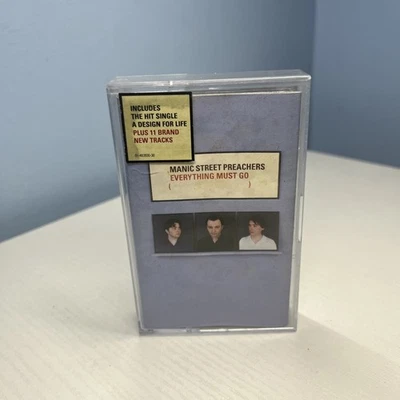 INCLUDES
THE HIT SINGLE
A DESIGN FOR LIFE
PLUS 11 BRAND
NEW TRACKS
MANIC STREET PREACHERS
EVERYTHING MUST GO
( )